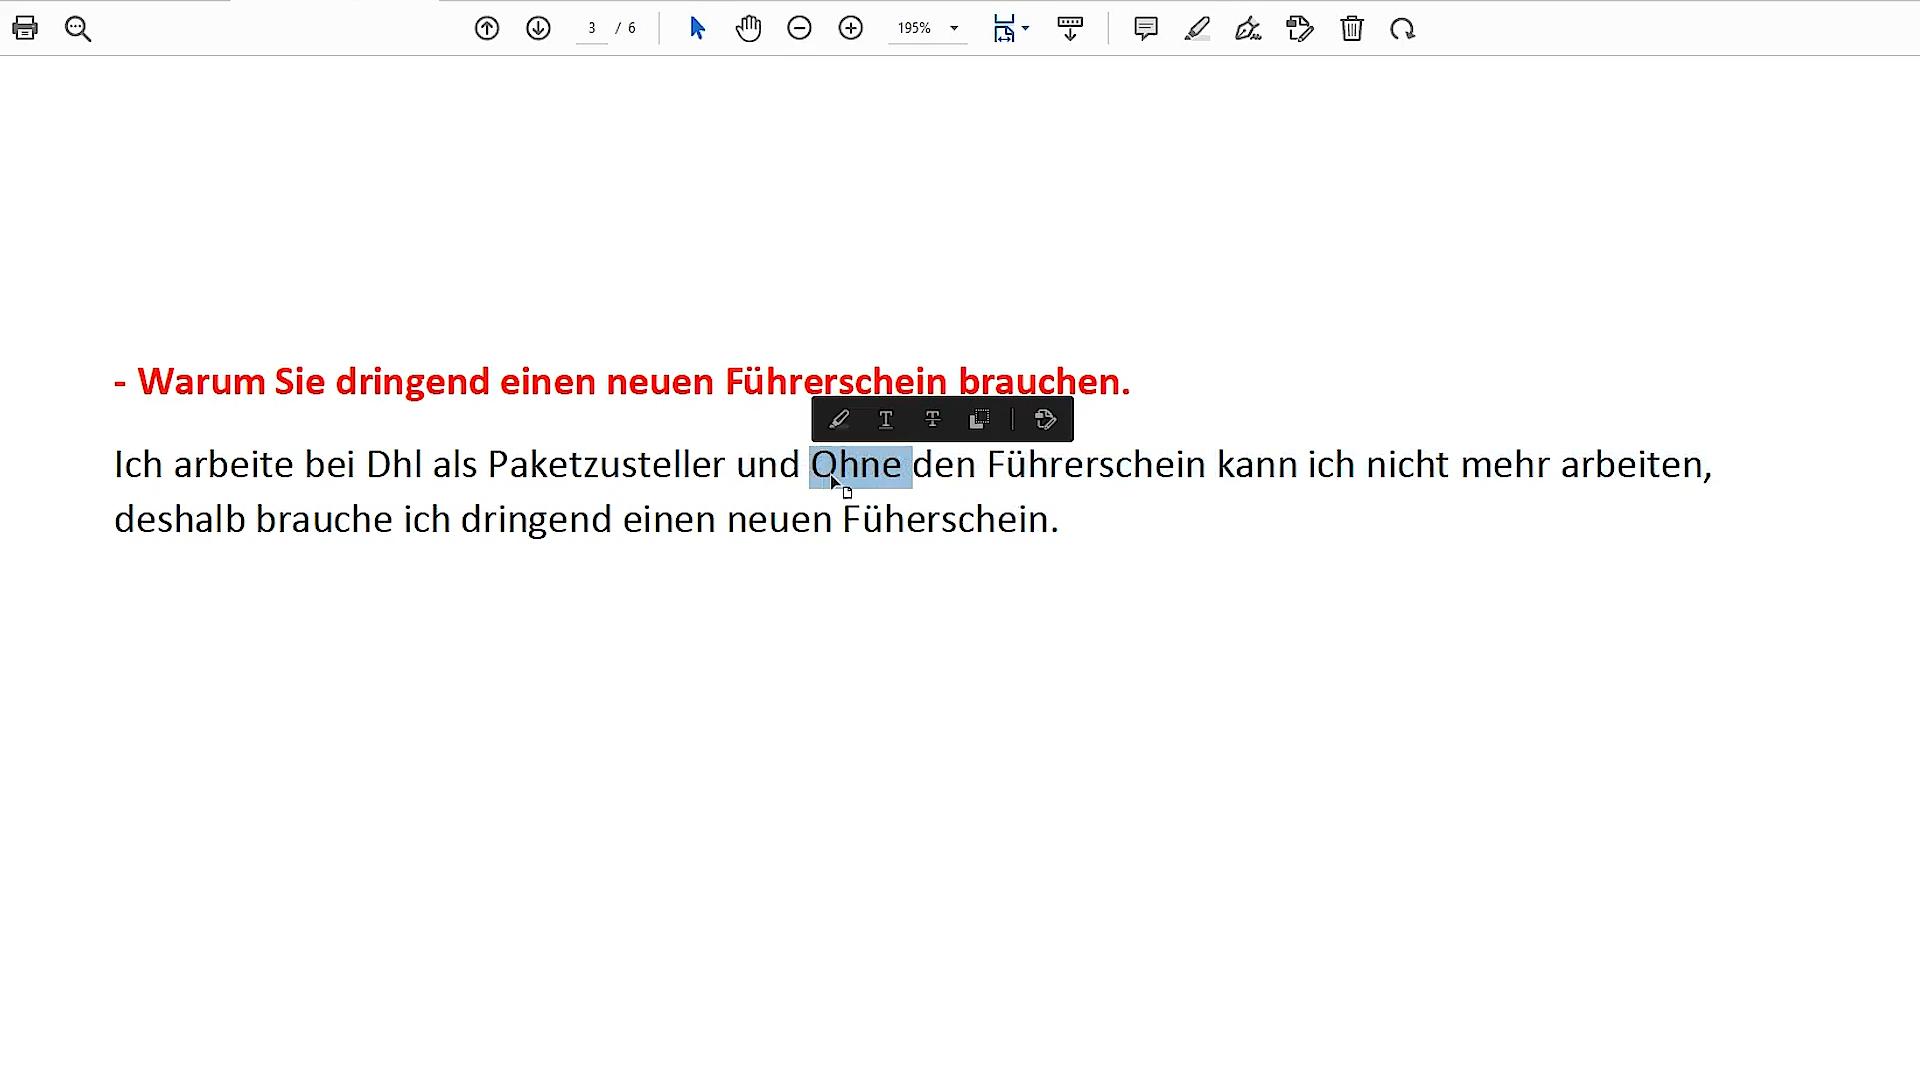 3 / 6 195%
- Warum Sie dringend einen neuen Führerschein brauchen.
Ich arbeite bei Dhl als Paketzusteller und Ohne den Führerschein kann ich nicht mehr arbeiten,
deshalb brauche ich dringend einen neuen Füherschein.